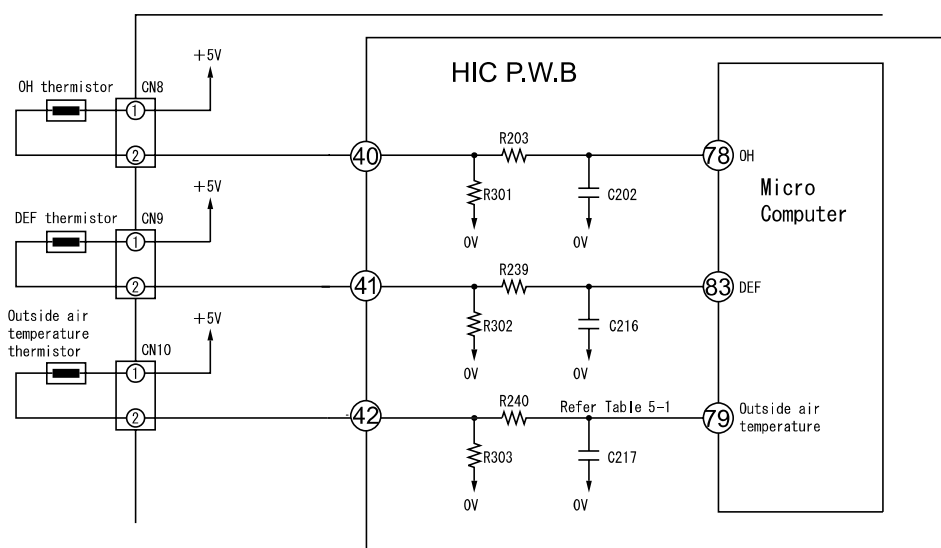 HIC P.W.B
+5V
OH thermistor
CN8
1
2
40
R203
R301
0V
C202
0V
78
OH
Micro
Computer
+5V
DEF thermistor
CN9
1
2
41
R239
R302
0V
C216
0V
83
DEF
+5V
Outside air
temperature
thermistor
CN10
1
2
42
R240
Refer Table 5-1
R303
0V
C217
0V
79
Outside air
temperature